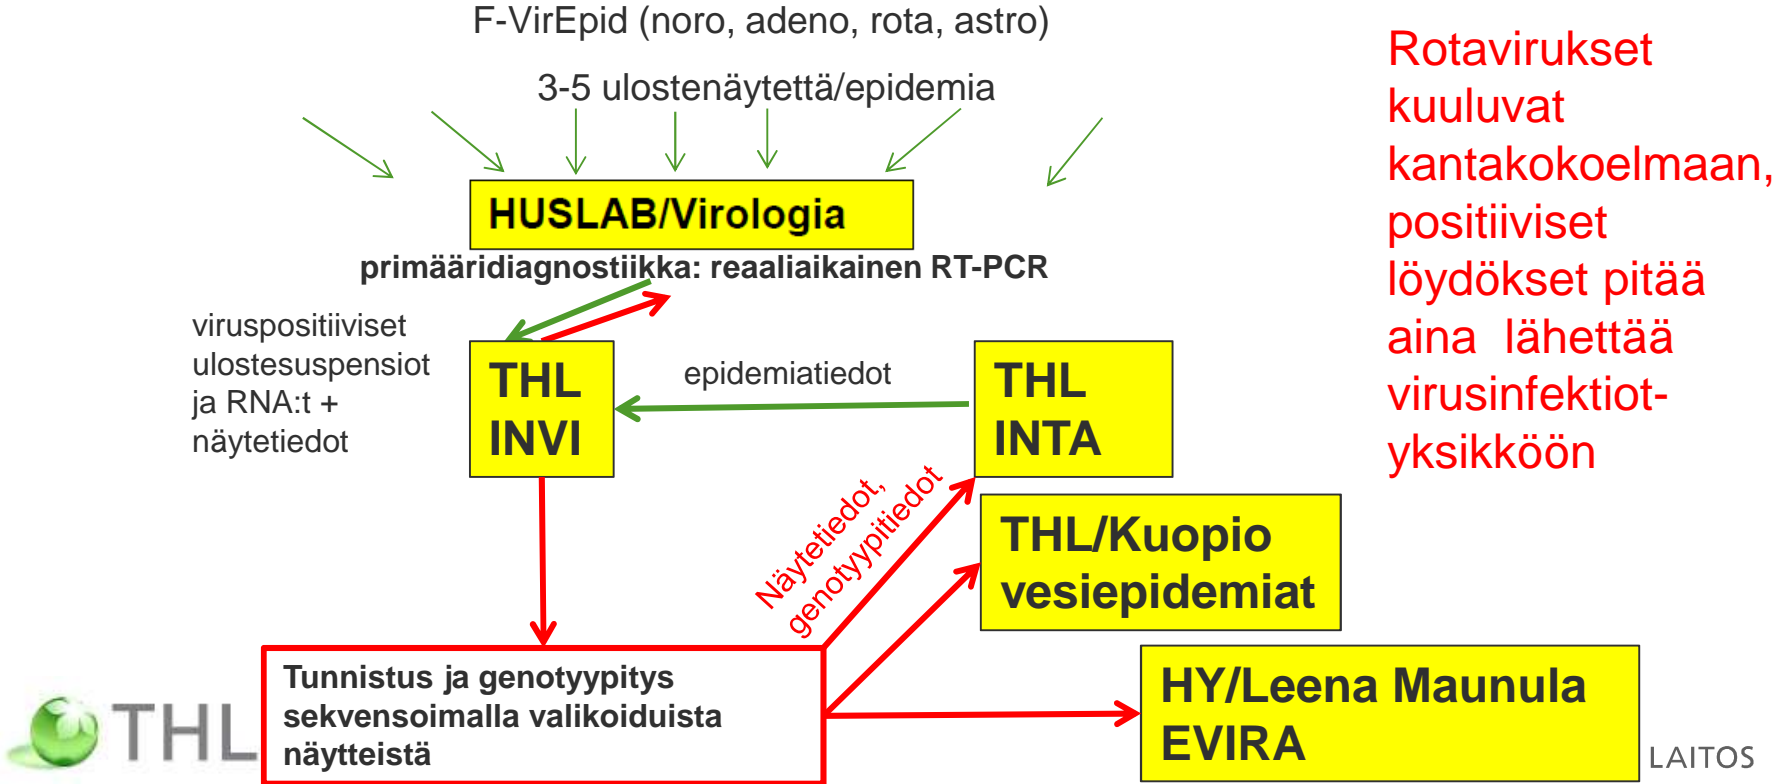 F-VirEpid (noro, adeno, rota, astro)
3-5 ulostenäytettä/epidemia
HUSLAB/Virologia
primääridiagnostiikka: reaaliaikainen RT-PCR
viruspositiiviset
ulostesuspensiot
ja RNA:t +
näytetiedot
THL
INVI
epidemiatiedot
THL
INTA
Näytetiedot,
genotyypitiedot
THL/Kuopio
vesiepidemiat
Tunnistus ja genotyypitys
sekvensoimalla valikoiduista
näytteistä
HY/Leena Maunula
EVIRA
Rotavirukset
kuuluvat
kantakokoelmaan,
positiiviset
löydökset pitää
aina lähettää
virusinfektiot-
yksikköön
THL
LAITOS